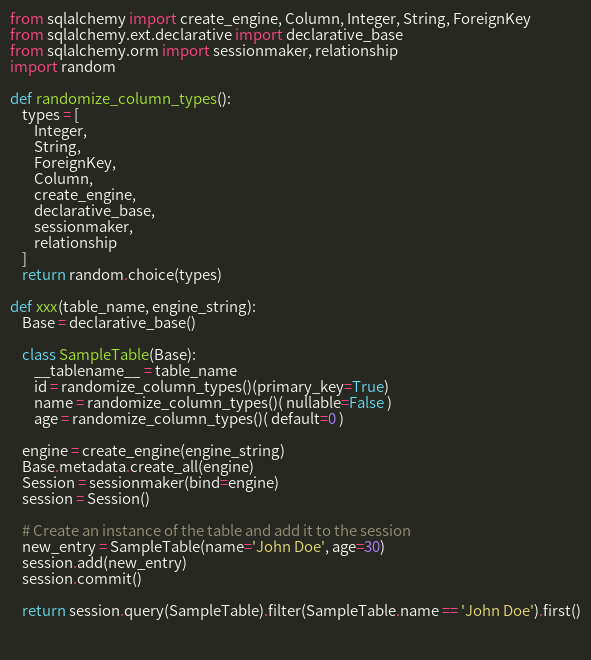 from sqlalchemy import create_engine, Column, Integer, String, ForeignKey
from sqlalchemy.ext.declarative import declarative_base
from sqlalchemy.orm import sessionmaker, relationship
import random

def randomize_column_types():
    types = [
        Integer,
        String,
        ForeignKey,
        Column,
        create_engine,
        declarative_base,
        sessionmaker,
        relationship
    ]
    return random.choice(types)

def xxx(table_name, engine_string):
    Base = declarative_base()

    class SampleTable(Base):
        __tablename__ = table_name
        id = randomize_column_types()(primary_key=True)
        name = randomize_column_types()( nullable=False )
        age = randomize_column_types()( default=0 )

    engine = create_engine(engine_string)
    Base.metadata.create_all(engine)
    Session = sessionmaker(bind=engine)
    session = Session()

    # Create an instance of the table and add it to the session
    new_entry = SampleTable(name='John Doe', age=30)
    session.add(new_entry)
    session.commit()

    return session.query(SampleTable).filter(SampleTable.name == 'John Doe').first()